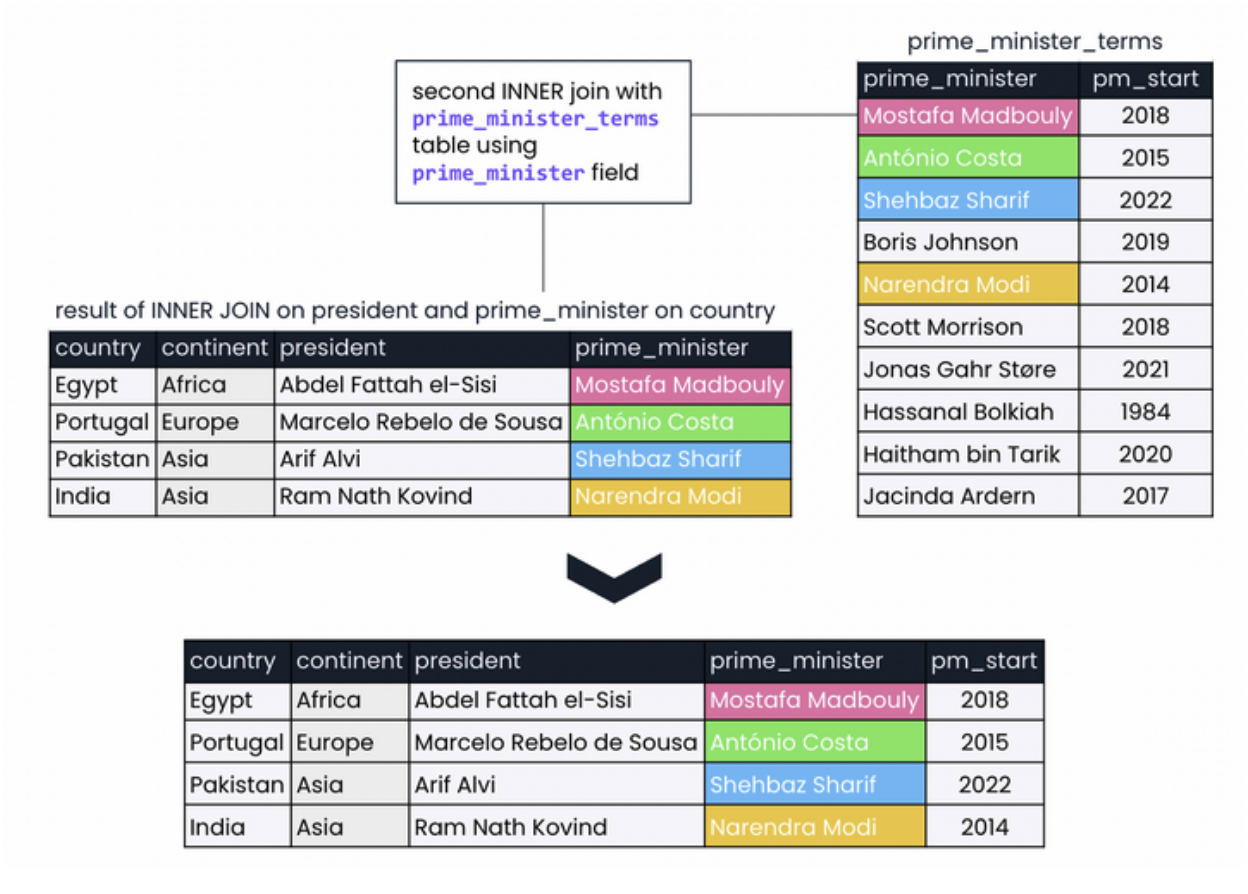 prime_minister_terms
prime_minister pm_start
Mostafa Madbouly 2018
António Costa 2015
Shehbaz Sharif 2022
Boris Johnson 2019
Narendra Modi 2014
Scott Morrison 2018
Jonas Gahr Støre 2021
Hassanal Bolkiah 1984
Haitham bin Tarik 2020
Jacinda Ardern 2017
second INNER join with
prime_minister_terms
table using
prime_minister field
result of INNER JOIN on president and prime_minister on country
country continent president prime_minister
Egypt Africa Abdel Fattah el-Sisi Mostafa Madbouly
Portugal Europe Marcelo Rebelo de Sousa António Costa
Pakistan Asia Arif Alvi Shehbaz Sharif
India Asia Ram Nath Kovind Narendra Modi
country continent president prime_minister pm_start
Egypt Africa Abdel Fattah el-Sisi Mostafa Madbouly 2018
Portugal Europe Marcelo Rebelo de Sousa António Costa 2015
Pakistan Asia Arif Alvi Shehbaz Sharif 2022
India Asia Ram Nath Kovind Narendra Modi 2014